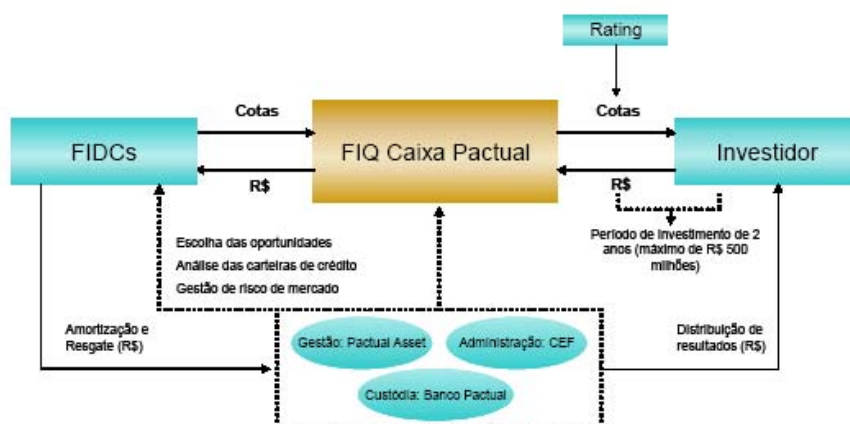 Rating
Cotas
Cotas
FIDCs
FIQ Caixa Pactual
Investidor
R$
R$
Escolha das oportunidades
Análise das carteiras de crédito
Gestão de risco de mercado
Período de investimento de 2
anos (máximo de R$ 500
milhões)
Amortização e
Resgate (R$)
Gestão: Pactual Asset
Administração: CEF
Custódia: Banco Pactual
Distribuição de
resultados (R$)